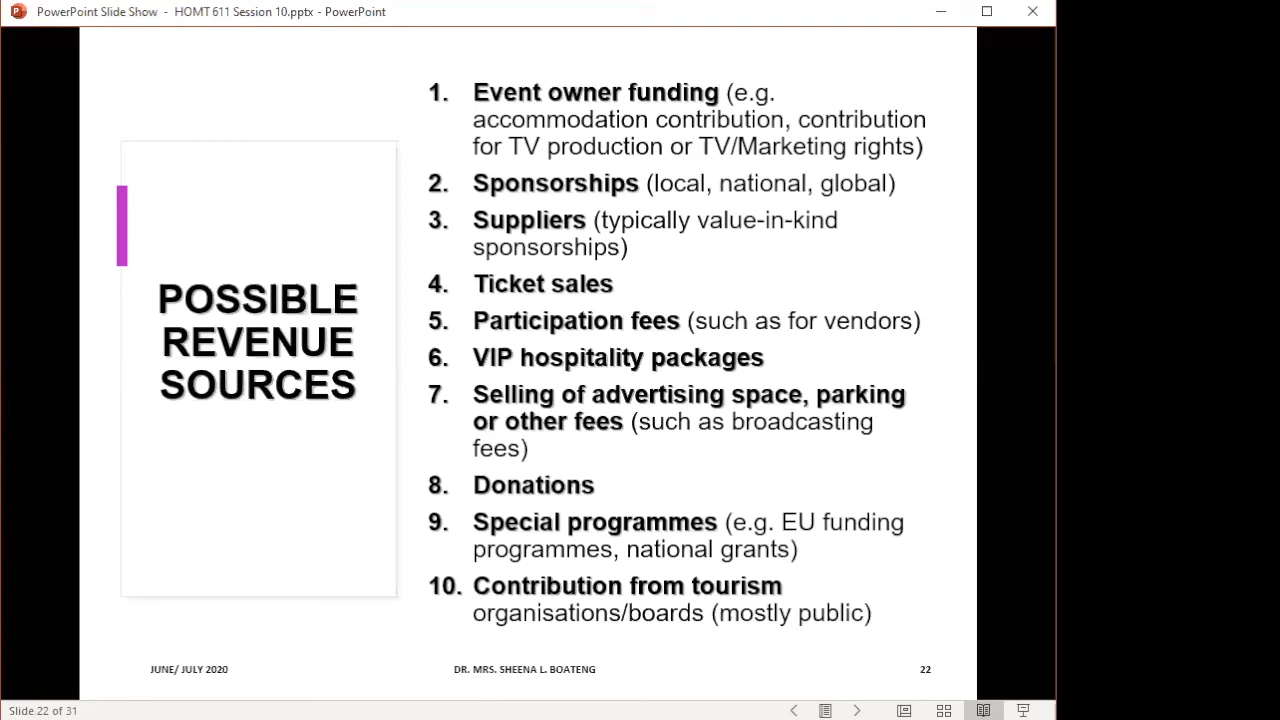 PowerPoint Slide Show - HOMT 611 Session 10.pptx - PowerPoint
POSSIBLE
REVENUE
SOURCES
1. Event owner funding (e.g.
accommodation contribution, contribution
for TV production or TV/Marketing rights)
2. Sponsorships (local, national, global)
3. Suppliers (typically value-in-kind
sponsorships)
4. Ticket sales
5. Participation fees (such as for vendors)
6. VIP hospitality packages
7. Selling of advertising space, parking
or other fees (such as broadcasting
fees)
8. Donations
9. Special programmes (e.g. EU funding
programmes, national grants)
10. Contribution from tourism
organisations/boards (mostly public)
JUNE/ JULY 2020 DR. MRS. SHEENA L. BOATENG 22
Slide 22 of 31